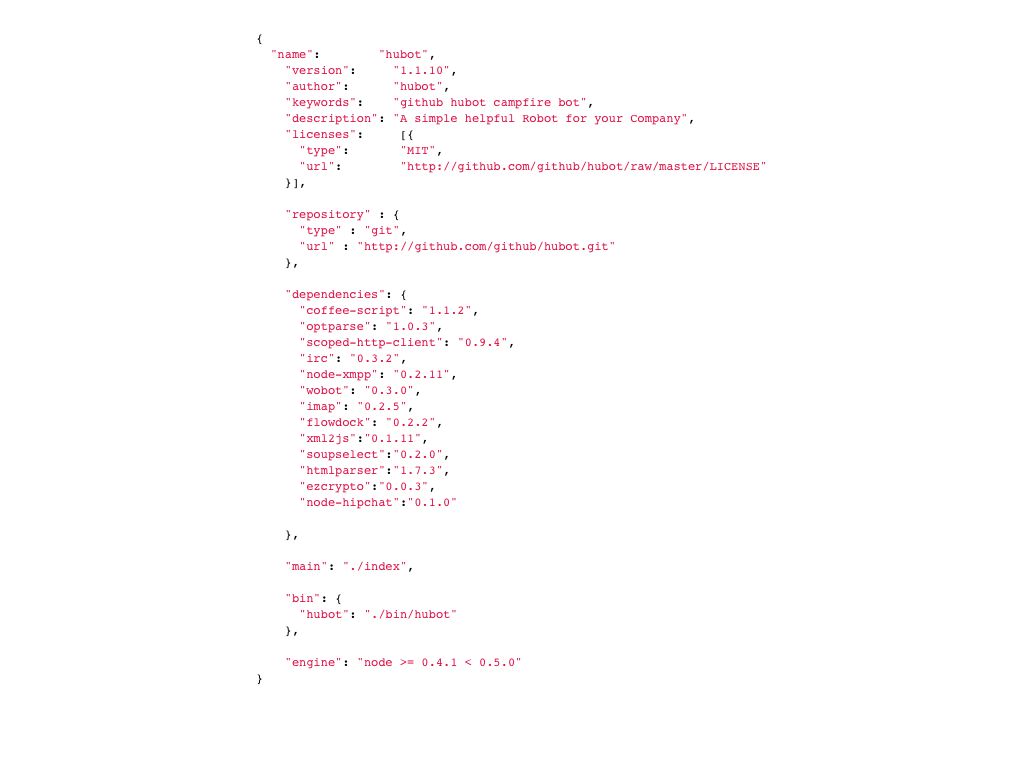 {
  "name":        "hubot",
    "version":     "1.1.10",
    "author":      "hubot",
    "keywords":    "github hubot campfire bot",
    "description": "A simple helpful Robot for your Company",
    "licenses":     [{
      "type":       "MIT",
      "url":        "http://github.com/github/hubot/raw/master/LICENSE"
    }],

    "repository" : {
      "type" : "git",
      "url" : "http://github.com/github/hubot.git"
    },

    "dependencies": {
      "coffee-script": "1.1.2",
      "optparse": "1.0.3",
      "scoped-http-client": "0.9.4",
      "irc": "0.3.2",
      "node-xmpp": "0.2.11",
      "wobot": "0.3.0",
      "imap": "0.2.5",
      "flowdock": "0.2.2",
      "xml2js":"0.1.11",
      "soupselect":"0.2.0",
      "htmlparser":"1.7.3",
      "ezcrypto":"0.0.3",
      "node-hipchat":"0.1.0"

    },

    "main": "./index",

    "bin": {
      "hubot": "./bin/hubot"
    },

    "engine": "node >= 0.4.1 < 0.5.0"
}